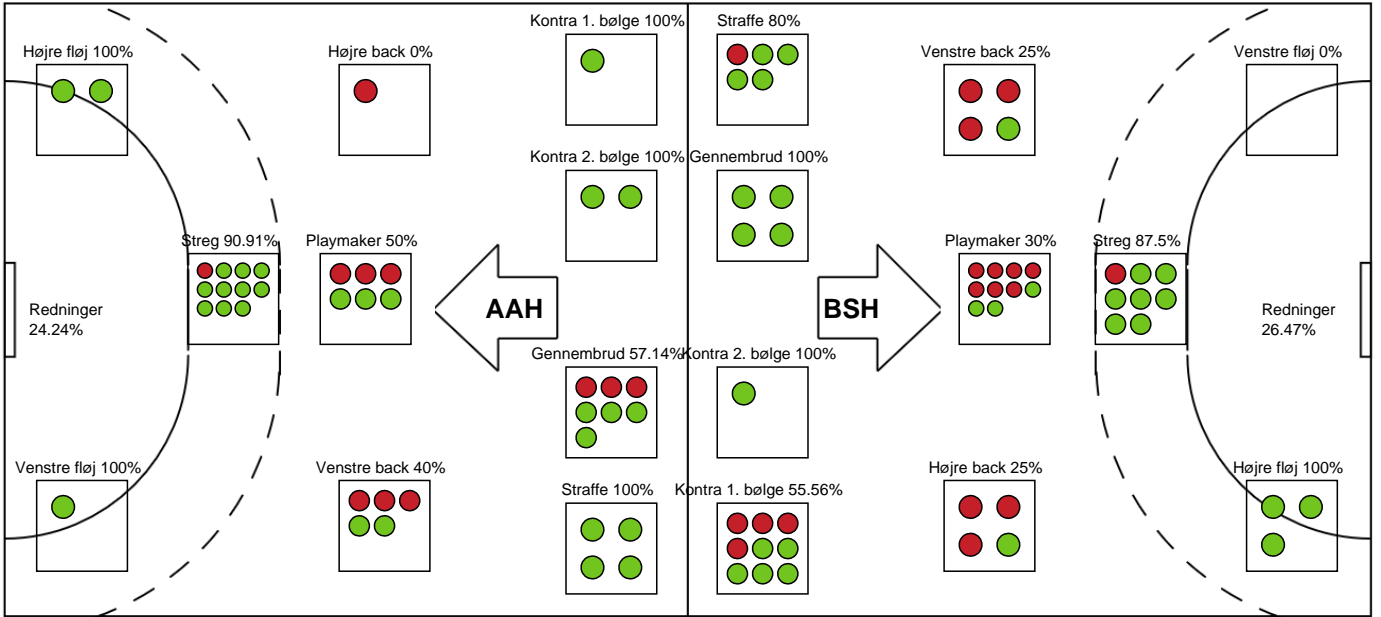 Kontra 1. bølge 100%
Straffe 80%
Højre fløj 100%
Højre back 0%
Venstre back 25%
Venstre fløj 0%
Kontra 2. bølge 100%
Gennembrud 100%
Streg 90.91%
Playmaker 50%
Playmaker 30%
Streg 87.5%
Redninger
24.24%
AAH
BSH
Redninger
26.47%
Gennembrud 57.14%
Kontra 2. bølge 100%
Venstre fløj 100%
Venstre back 40%
Straffe 100%
Kontra 1. bølge 55.56%
Højre back 25%
Højre fløj 100%